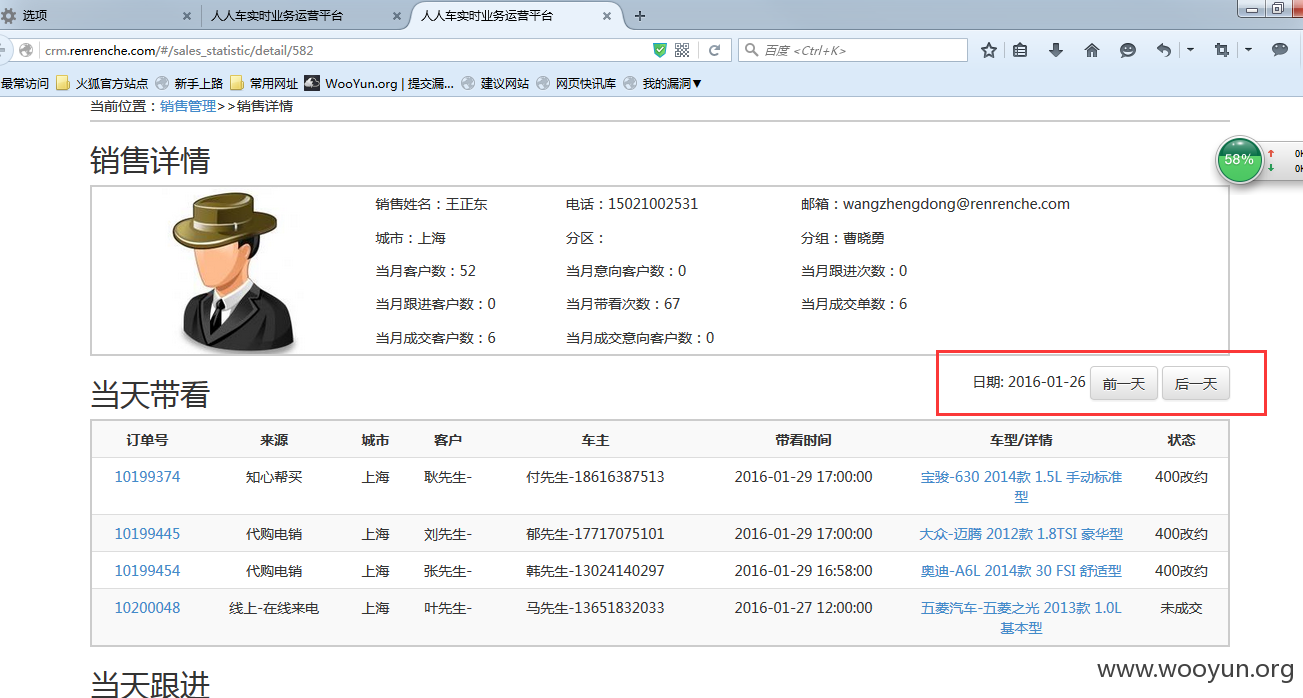 选项 人人车实时业务运营平台 人人车实时业务运营平台
crm.renrenche.com/#/sales_statistic/detail/582 百度 <Ctrl+K>
最常访问 火狐官方站点 新手上路 常用网址 WooYun.org | 提交漏... 建议网站 网页快讯库 我的漏洞▼
当前位置：销售管理>>销售详情
销售详情
58%
0K
0K
销售姓名：王正东 电话：15021002531 邮箱：wangzhengdong@renrenche.com
城市：上海 分区： 分组：曹晓勇
当月客户数：52 当月意向客户数：0 当月跟进次数：0
当月跟进客户数：0 当月带看次数：67 当月成交单数：6
当月成交客户数：6 当月成交意向客户数：0
当天带看 日期: 2016-01-26 前一天 后一天
订单号 来源 城市 客户 车主 带看时间 车型/详情 状态
10199374 知心帮买 上海 耿先生- 付先生-18616387513 2016-01-29 17:00:00 宝骏-630 2014款 1.5L 手动标准 400改约
型
10199445 代购电销 上海 刘先生- 郁先生-17717075101 2016-01-29 17:00:00 大众-迈腾 2012款 1.8TSI 豪华型 400改约
10199454 代购电销 上海 张先生- 韩先生-13024140297 2016-01-29 16:58:00 奥迪-A6L 2014款 30 FSI 舒适型 400改约
10200048 线上-在线来电 上海 叶先生- 马先生-13651832033 2016-01-27 12:00:00 五菱汽车-五菱之光 2013款 1.0L 未成交
基本型
当天跟进
www.wooyun.org